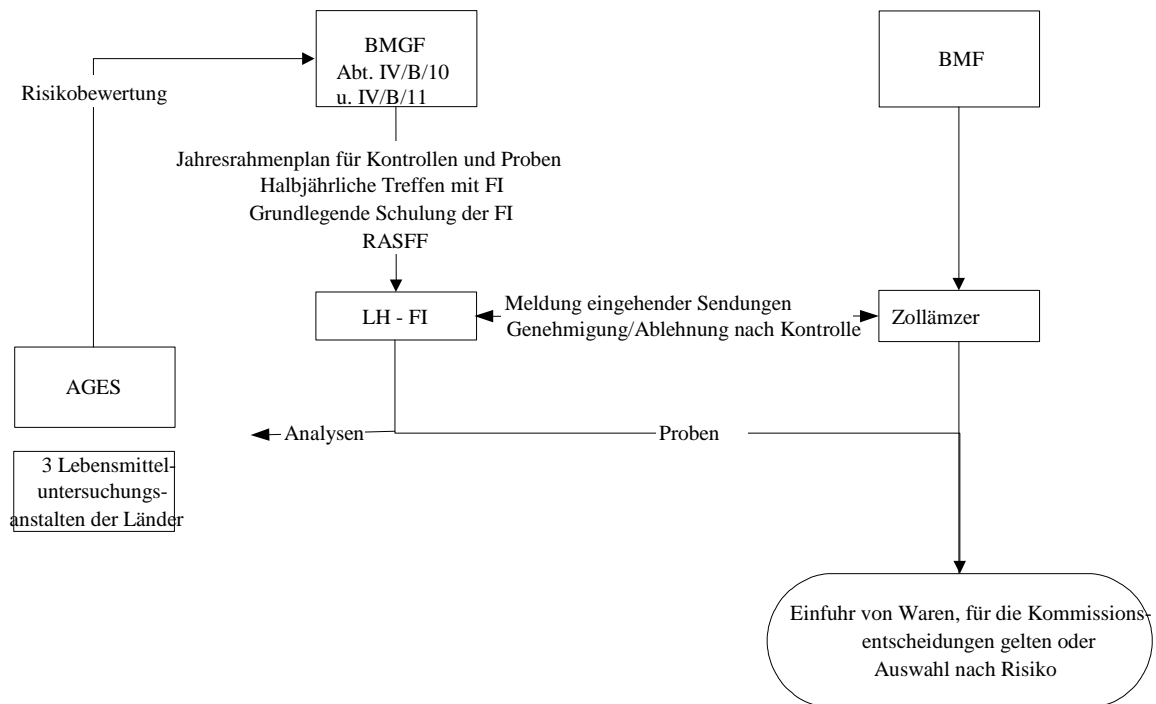 BMGF
Abt. IV/B/10
u. IV/B/11
BMF
Risikobewertung
Jahresrahmenplan für Kontrollen und Proben
Halbjährliche Treffen mit FI
Grundlegende Schulung der FI
RASFF
LH - FI
Meldung eingehender Sendungen
Genehmigung/Ablehnung nach Kontrolle
Zollämzer
AGES
Analysen
Proben
3 Lebensmittel-
untersuchungs-
anstalten der Länder
Einfuhr von Waren, für die Kommissions-
entscheidungen gelten oder
Auswahl nach Risiko